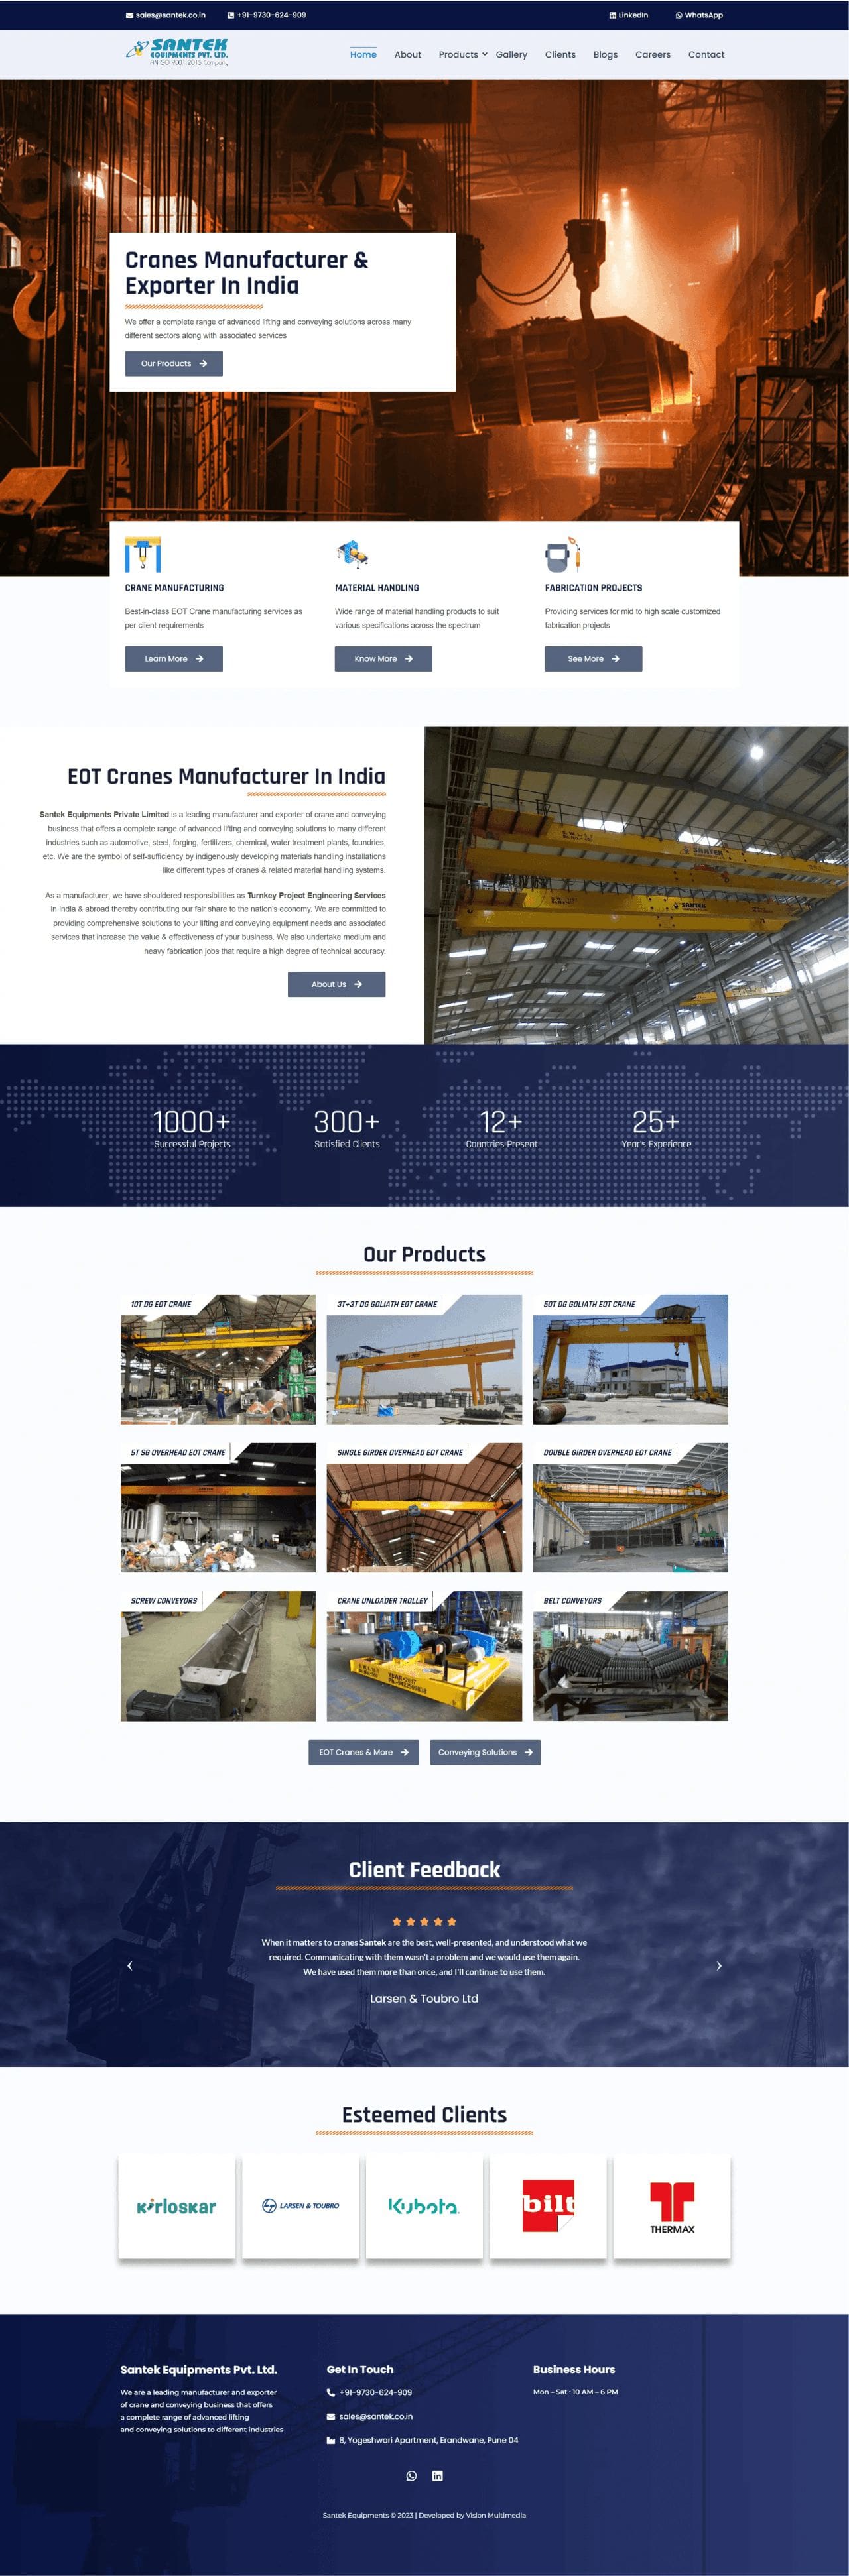 sales@santek.co.in +91-9730-624-909 LinkedIn WhatsApp
SANTEK
EQUIPMENTS PVT. LTD.
AN ISO 9001:2015 Company
Home About Products Gallery Clients Blogs Careers Contact
Cranes Manufacturer &
Exporter In India
We offer a complete range of advanced lifting and conveying solutions across many
different sectors along with associated services
Our Products
CRANE MANUFACTURING
Best-in-class EOT Crane manufacturing services as
per client requirements
Learn More
MATERIAL HANDLING
Wide range of material handling products to suit
various specifications across the spectrum
Know More
FABRICATION PROJECTS
Providing services for mid to high scale customized
fabrication projects
See More
EOT Cranes Manufacturer In India
Santek Equipments Private Limited is a leading manufacturer and exporter of crane and conveying
business that offers a complete range of advanced lifting and conveying solutions to many different
industries such as automotive, steel, forging, fertilizers, chemical, water treatment plants, foundries,
etc. We are the symbol of self-sufficiency by indigenously developing materials handling installations
like different types of cranes & related material handling systems.
As a manufacturer, we have shouldered responsibilities as Turnkey Project Engineering Services
in India & abroad thereby contributing our fair share to the nation's economy. We are committed to
providing comprehensive solutions to your lifting and conveying equipment needs and associated
services that increase the value & effectiveness of your business. We also undertake medium and
heavy fabrication jobs that require a high degree of technical accuracy.
About Us
SANTEK
SANTEK
1000+
Successful Projects
300+
Satisfied Clients
12+
Countries Present
25+
Year's Experience
Our Products
10T DG EOT CRANE
3T+3T DG GOLIATH EOT CRANE
50T DG GOLIATH EOT CRANE
5T SG OVERHEAD EOT CRANE
SINGLE GIRDER OVERHEAD EOT CRANE
DOUBLE GIRDER OVERHEAD EOT CRANE
SCREW CONVEYORS
CRANE UNLOADER TROLLEY
BELT CONVEYORS
EOT Cranes & More
Conveying Solutions
Client Feedback
When it matters to cranes Santek are the best, well-presented, and understood what we
required. Communicating with them wasn't a problem and we would use them again.
We have used them more than once, and I'll continue to use them.
Larsen & Toubro Ltd
Esteemed Clients
Kirloskar
LARSEN & TOUBRO
Kubota
bilt
THERMAX
Santek Equipments Pvt. Ltd.
We are a leading manufacturer and exporter
of crane and conveying business that offers
a complete range of advanced lifting
and conveying solutions to different industries
Get In Touch
+91-9730-624-909
sales@santek.co.in
8, Yogeshwari Apartment, Erandwane, Pune 04
Business Hours
Mon – Sat : 10 AM – 6 PM
Santek Equipments © 2023 | Developed by Vision Multimedia